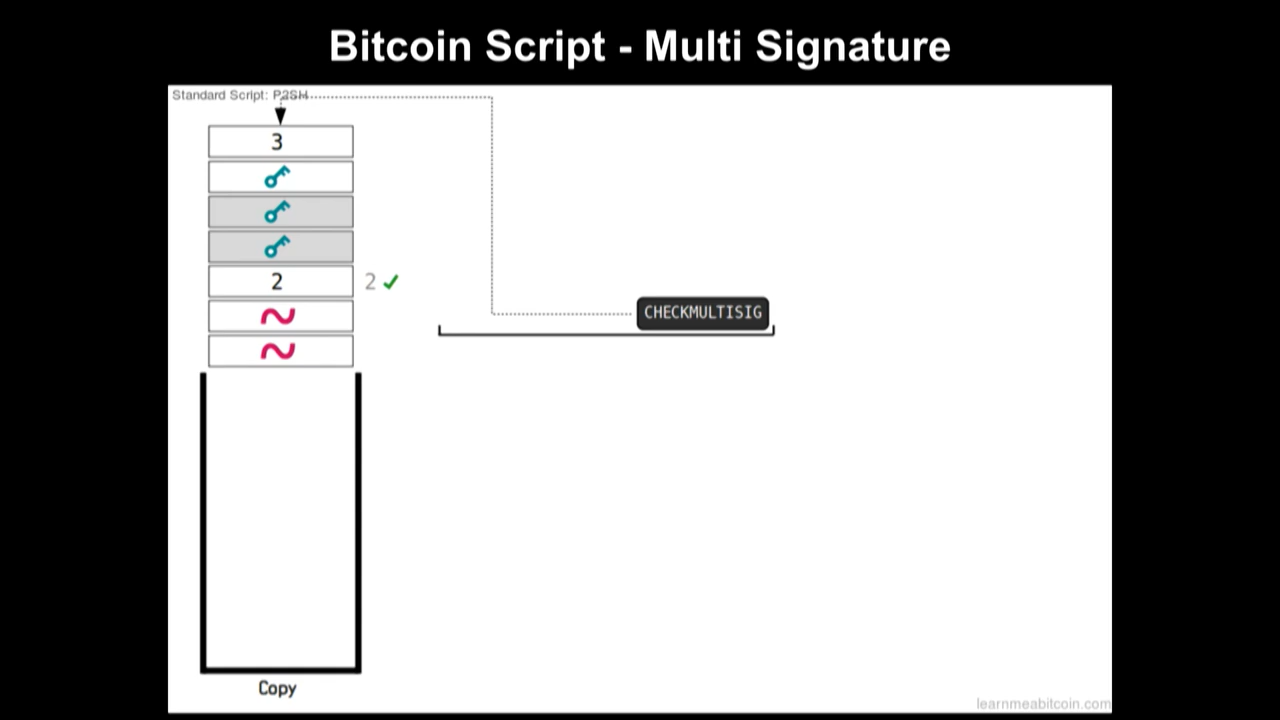 Bitcoin Script - Multi Signature
Standard Script: P2SH
3
2
2
CHECKMULTISIG
Copy
learnmeabitcoin.com